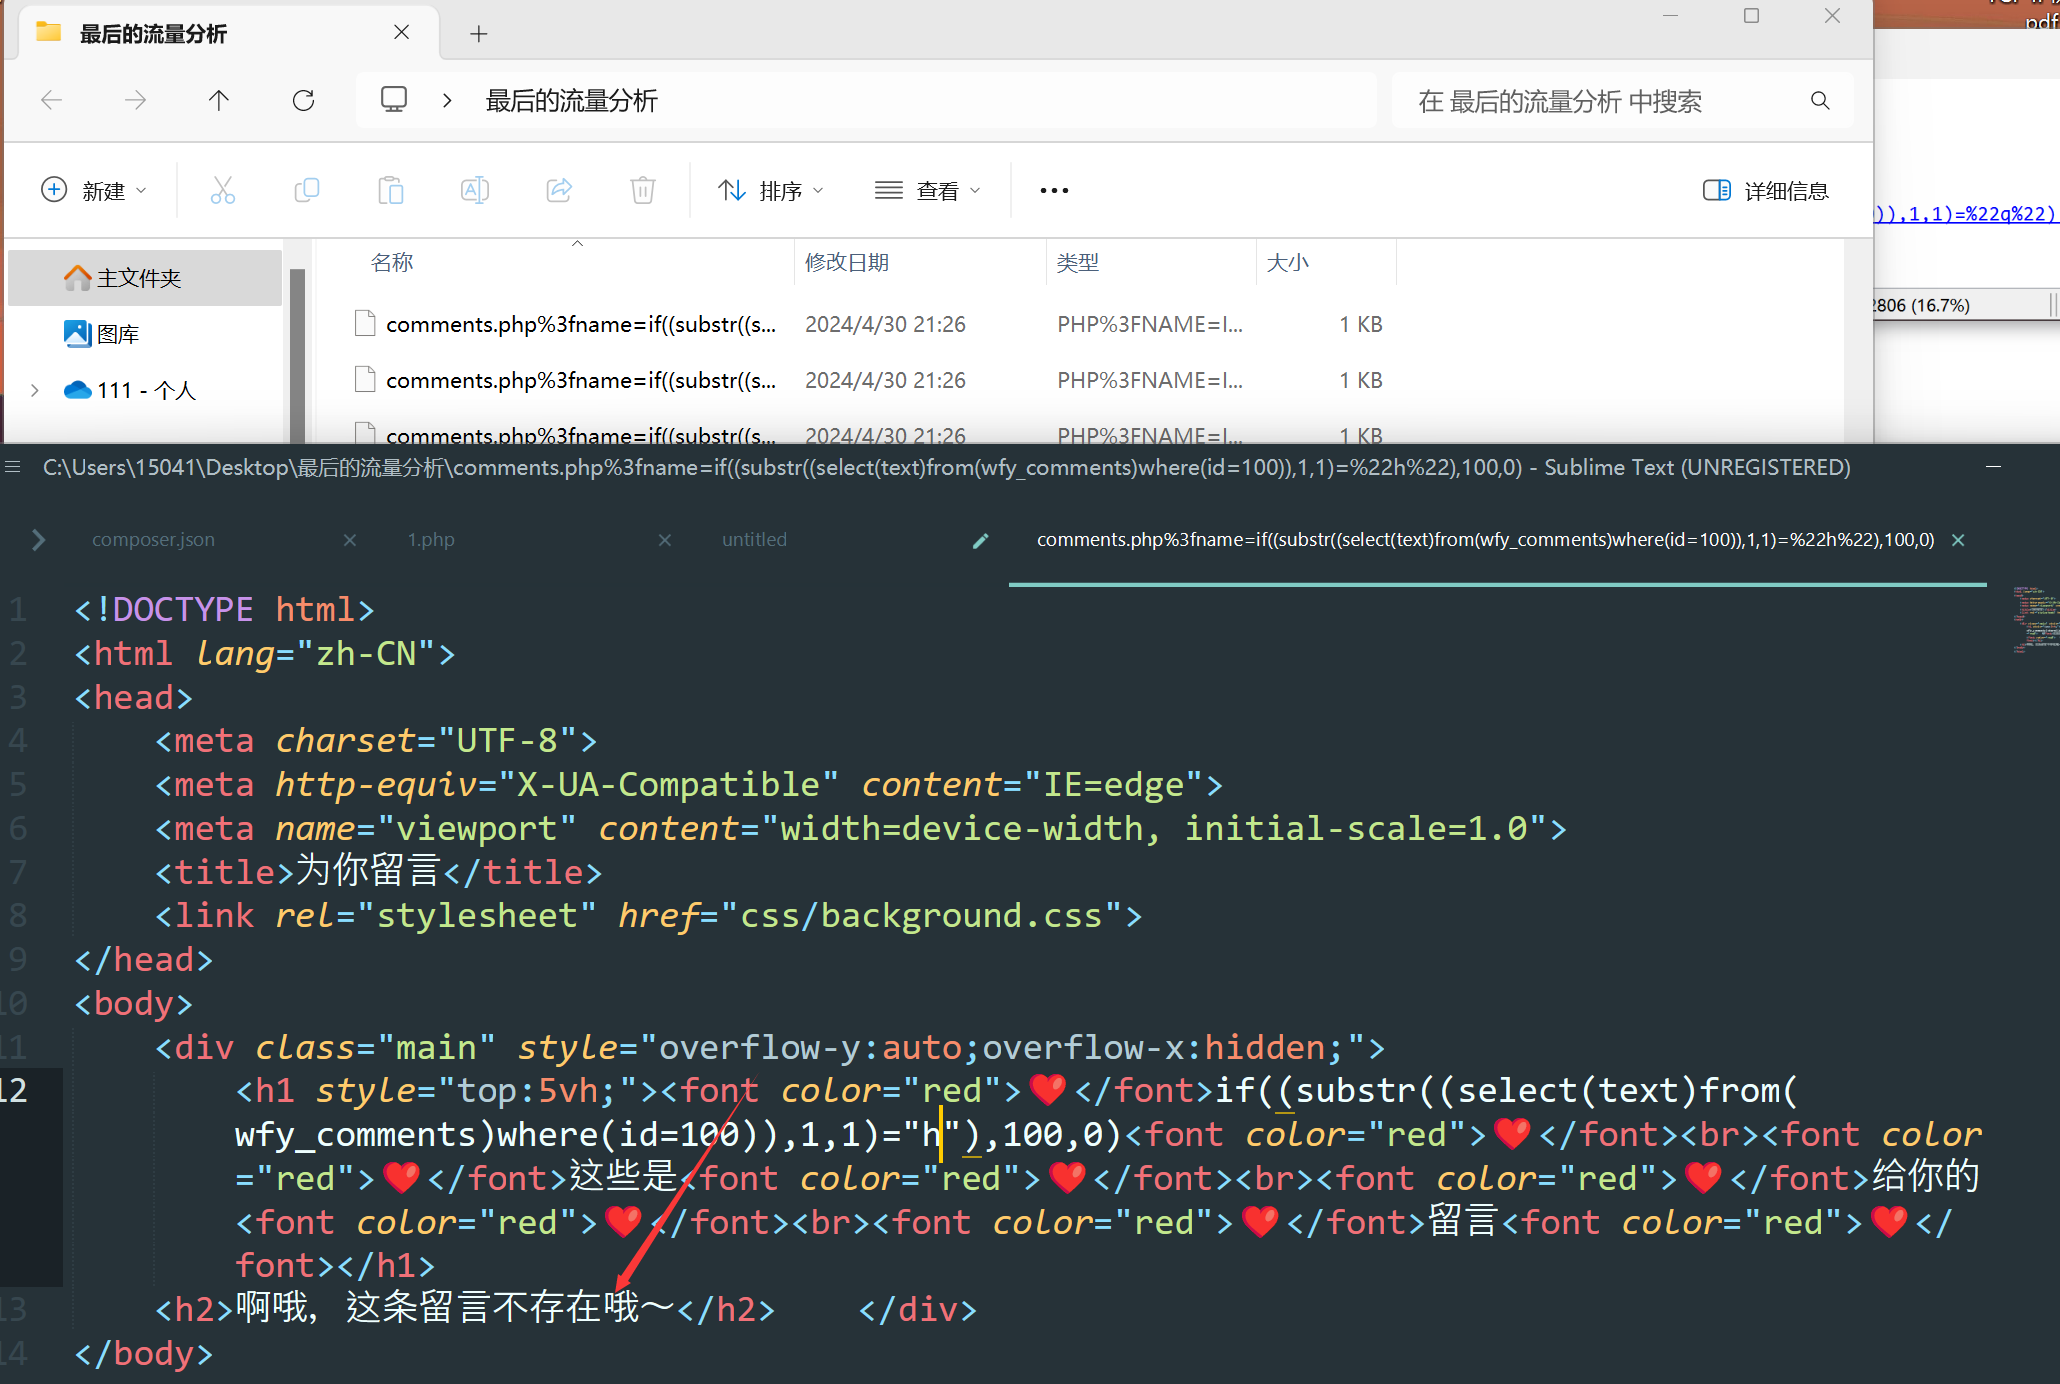 最后的流量分析
pdf
最后的流量分析
在 最后的流量分析 中搜索
新建
排序
查看
详细信息
)),1,1)=%22q%22)
主文件夹
图库
111 - 个人
名称 修改日期 类型 大小
comments.php%3fname=if((substr((s... 2024/4/30 21:26 PHP%3FNAME=I... 1 KB
comments.php%3fname=if((substr((s... 2024/4/30 21:26 PHP%3FNAME=I... 1 KB
comments.php%3fname=if((substr((s... 2024/4/30 21:26 PHP%3FNAME=I... 1 KB
2806 (16.7%)
C:\Users\15041\Desktop\最后的流量分析\comments.php%3fname=if((substr((select(text)from(wfy_comments)where(id=100)),1,1)=%22h%22),100,0) - Sublime Text (UNREGISTERED)
composer.json 1.php untitled comments.php%3fname=if((substr((select(text)from(wfy_comments)where(id=100)),1,1)=%22h%22),100,0)
1 <!DOCTYPE html>
2 <html lang="zh-CN">
3 <head>
4 <meta charset="UTF-8">
5 <meta http-equiv="X-UA-Compatible" content="IE=edge">
6 <meta name="viewport" content="width=device-width, initial-scale=1.0">
7 <title>为你留言</title>
8 <link rel="stylesheet" href="css/background.css">
9 </head>
10 <body>
11 <div class="main" style="overflow-y:auto;overflow-x:hidden;">
12 <h1 style="top:5vh;"><font color="red">❤️</font>if((substr((select(text)from(
wfy_comments)where(id=100)),1,1)="h"),100,0)<font color="red">❤️</font><br><font color
="red">❤️</font>这些是<font color="red">❤️</font><br><font color="red">❤️</font>给你的
<font color="red">❤️</font><br><font color="red">❤️</font>留言<font color="red">❤️</
font></h1>
13 <h2>啊哦，这条留言不存在哦～</h2> </div>
14 </body>